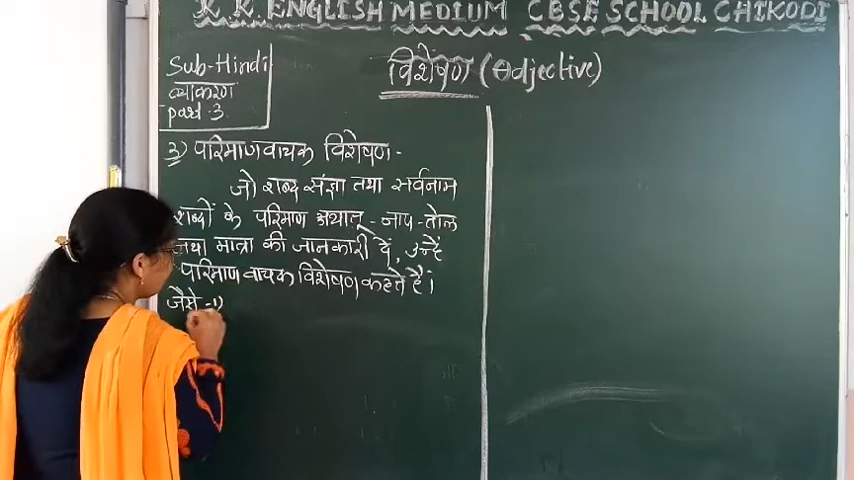 K. K. ENGLISH MEDIUM CBSE SCHOOL CHIKODI
Sub-Hindi
व्याकरण
part-3
विशेषण (Adjective)
3) परिमाणवाचक विशेषण-
जो शब्द संज्ञा तथा सर्वनाम
शब्दों के परिमाण अर्थात् - नाप-तोल
तथा मात्रा की जानकारी दें, उन्हें
परिमाण वाचक विशेषण कहते हैं।
जैसे -1)